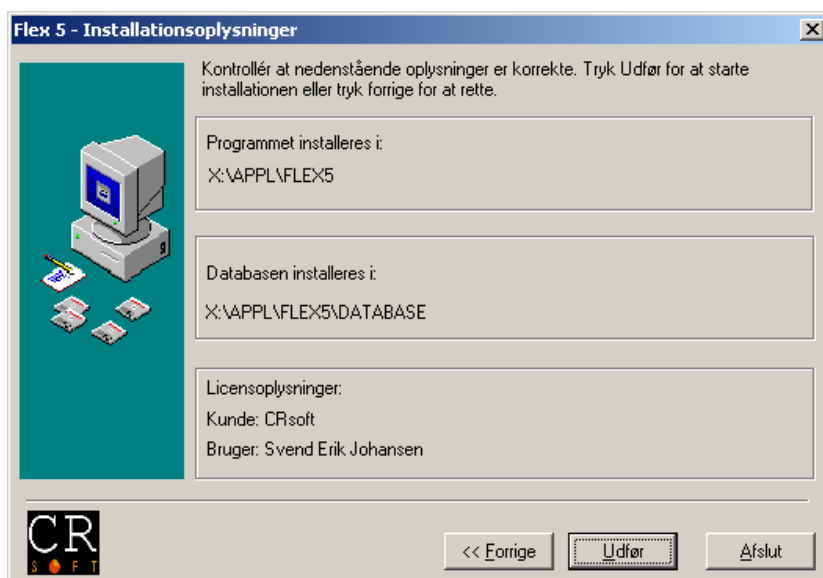 Flex 5 - Installationsoplysninger
Kontrollér at nedenstående oplysninger er korrekte. Tryk Udfør for at starte
installationen eller tryk forrige for at rette.
Programmet installeres i:
X:\APPL\FLEX5
Databasen installeres i:
X:\APPL\FLEX5\DATABASE
Licensoplysninger:
Kunde: CRsoft
Bruger: Svend Erik Johansen
CR
SOFT
<< Forrige
Udfør
Afslut